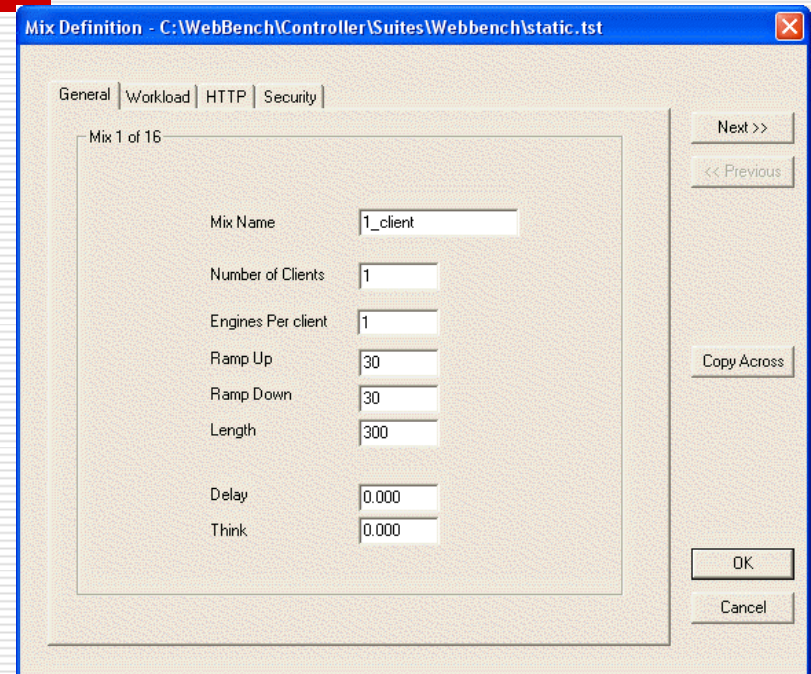 Mix Definition - C:\WebBench\Controller\Suites\Webbench\static.tst
General Workload HTTP Security
Mix 1 of 16
Next >>
<< Previous
Mix Name 1_client
Number of Clients 1
Engines Per client 1
Ramp Up 30
Copy Across
Ramp Down 30
Length 300
Delay 0.000
Think 0.000
OK
Cancel